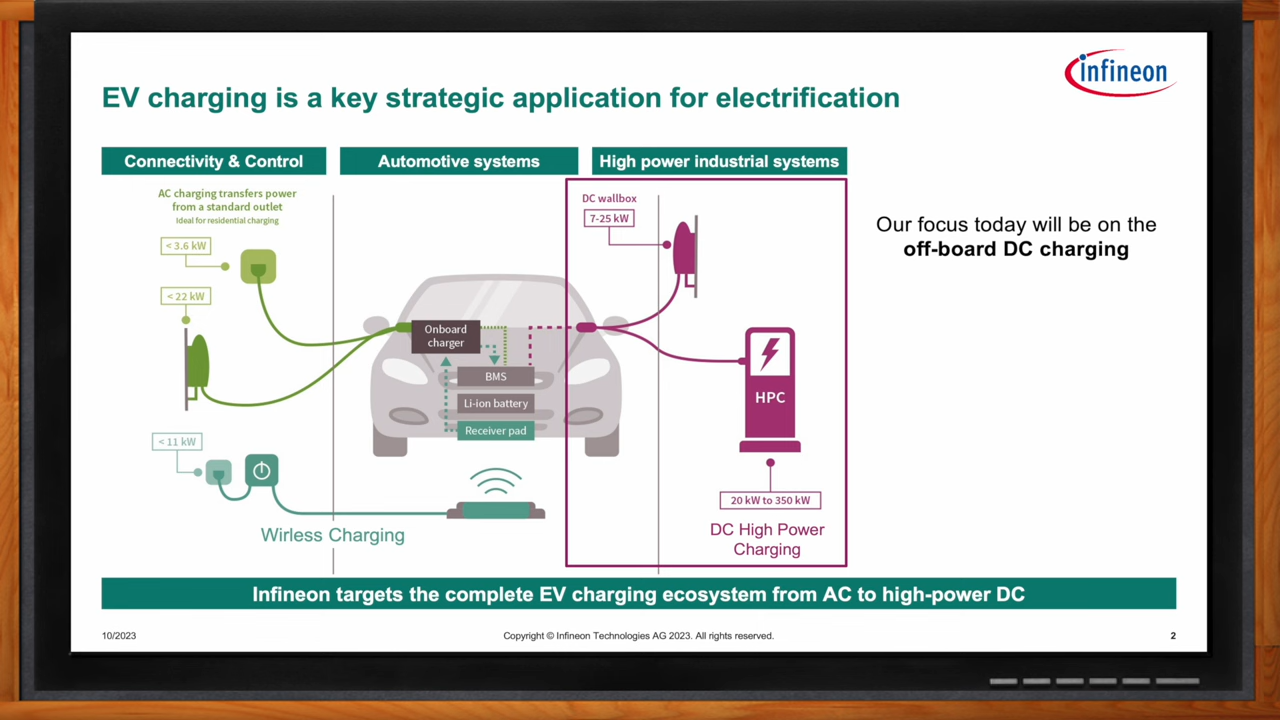 infineon
EV charging is a key strategic application for electrification
Connectivity & Control
Automotive systems
High power industrial systems
AC charging transfers power
from a standard outlet
Ideal for residential charging
< 3.6 kW
< 22 kW
< 11 kW
Wirless Charging
Onboard
charger
BMS
Li-ion battery
Receiver pad
DC wallbox
7-25 kW
HPC
20 kW to 350 kW
DC High Power
Charging
Our focus today will be on the
off-board DC charging
Infineon targets the complete EV charging ecosystem from AC to high-power DC
10/2023
Copyright © Infineon Technologies AG 2023. All rights reserved.
2